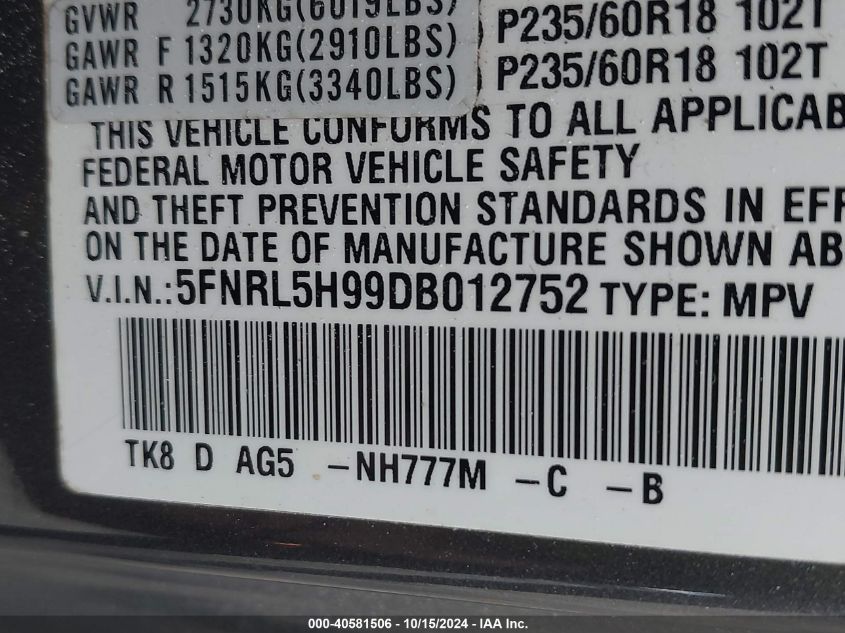 GVWR 2730KG(6019LBS)
GAWR F 1320KG(2910LBS) P235/60R18 102T
GAWR R 1515KG(3340LBS) P235/60R18 102T
THIS VEHICLE CONFORMS TO ALL APPLICAB
FEDERAL MOTOR VEHICLE SAFETY
AND THEFT PREVENTION STANDARDS IN EFF
ON THE DATE OF MANUFACTURE SHOWN AB
V.I.N.:5FNRL5H99DB012752 TYPE: MPV
TK8 D AG5 -NH777M -C -B
000-40581506 - 10/15/2024 - IAA Inc.